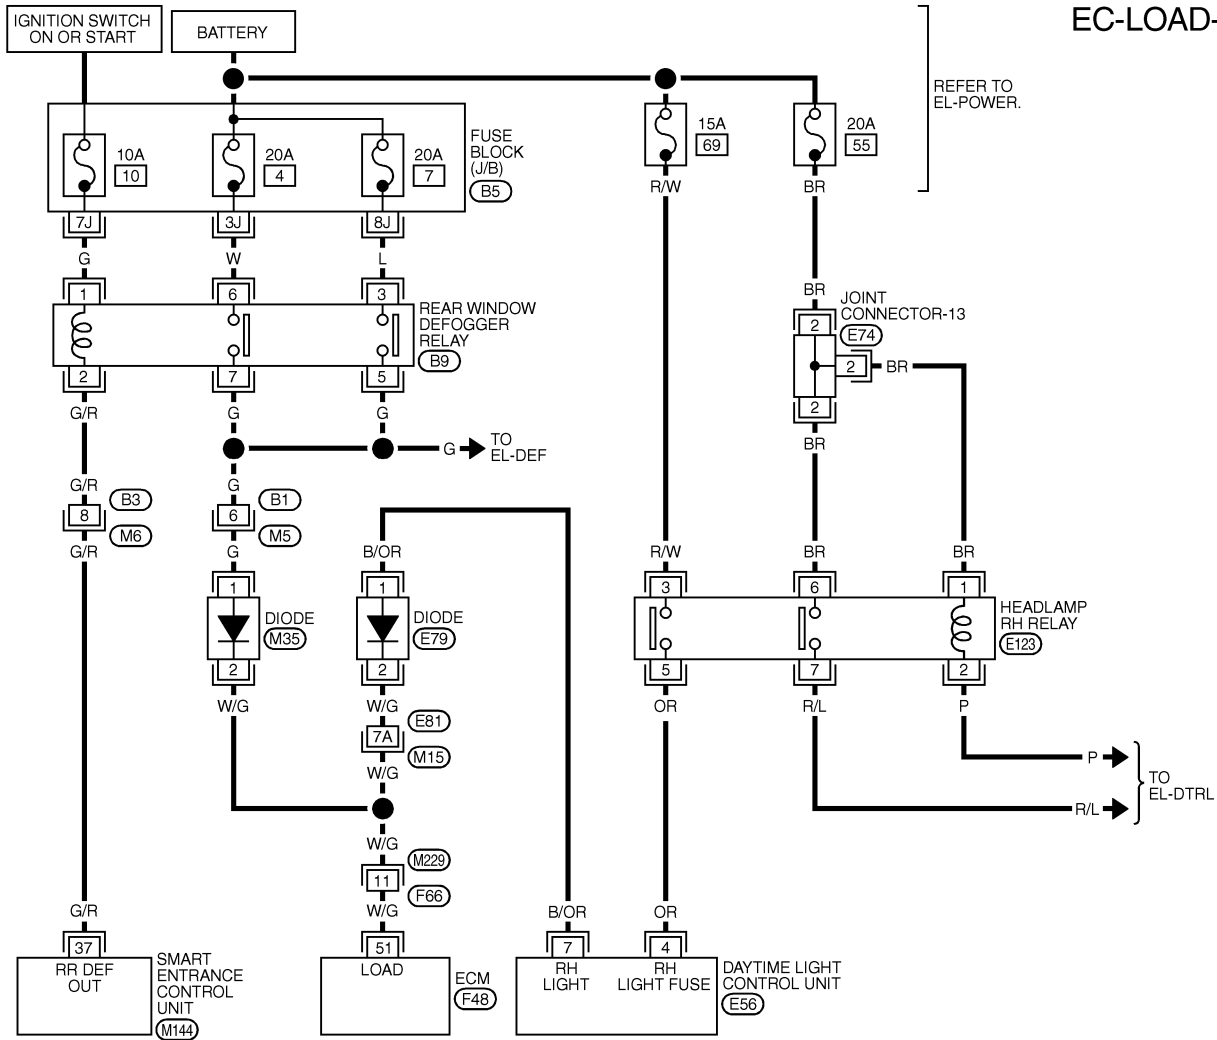 EC-LOAD-
IGNITION SWITCH
ON OR START
BATTERY
REFER TO
EL-POWER.
10A
10
20A
4
20A
7
FUSE
BLOCK
(J/B)
B5
15A
69
20A
55
R/W
BR
7J
3J
8J
G
W
L
1
6
3
REAR WINDOW
DEFOGGER
RELAY
B9
2
7
5
BR
JOINT
CONNECTOR-13
E74
2
2
BR
2
BR
G/R
G
G
G
TO
EL-DEF
G/R
B3
8
M6
G/R
G
B1
6
M5
G
B/OR
R/W
BR
BR
1
DIODE
M35
2
1
DIODE
E79
2
3
6
1
HEADLAMP
RH RELAY
E123
5
7
2
W/G
W/G
OR
R/L
P
E81
7A
M15
W/G
P
R/L
TO
EL-DTRL
W/G
M229
11
F66
W/G
G/R
B/OR
OR
37
RR DEF
OUT
SMART
ENTRANCE
CONTROL
UNIT
M144
51
LOAD
ECM
F48
7
RH
LIGHT
4
RH
LIGHT FUSE
DAYTIME LIGHT
CONTROL UNIT
E56